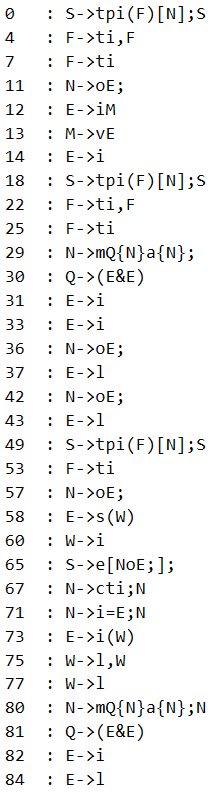 0   : S->tpi(F)[N];S
4   : F->ti,F
7   : F->ti
11  : N->oE;
12  : E->iM
13  : M->vE
14  : E->i
18  : S->tpi(F)[N];S
22  : F->ti,F
25  : F->ti
29  : N->mQ{N}a{N};
30  : Q->(E&E)
31  : E->i
33  : E->i
36  : N->oE;
37  : E->l
42  : N->oE;
43  : E->l
49  : S->tpi(F)[N];S
53  : F->ti
57  : N->oE;
58  : E->s(W)
60  : W->i
65  : S->e[NoE;];
67  : N->cti;N
71  : N->i=E;N
73  : E->i(W)
75  : W->l,W
77  : W->l
80  : N->mQ{N}a{N};N
81  : Q->(E&E)
82  : E->i
84  : E->l